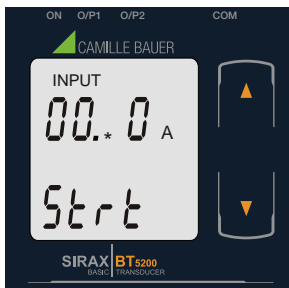 ON O/P1 O/P2 COM
CAMILLE BAUER
INPUT
00.* 0 A
Strt
SIRAX BT5200
BASIC TRANSDUCER